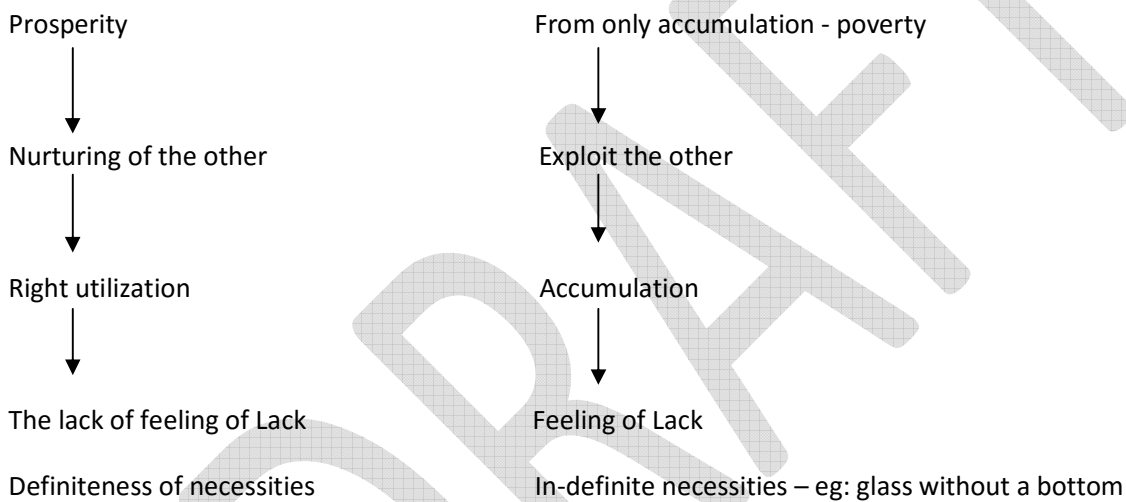 Prosperity From only accumulation - poverty
Nurturing of the other Exploit the other
Right utilization Accumulation
The lack of feeling of Lack Feeling of Lack
Definiteness of necessities In-definite necessities – eg: glass without a bottom
DRAFT